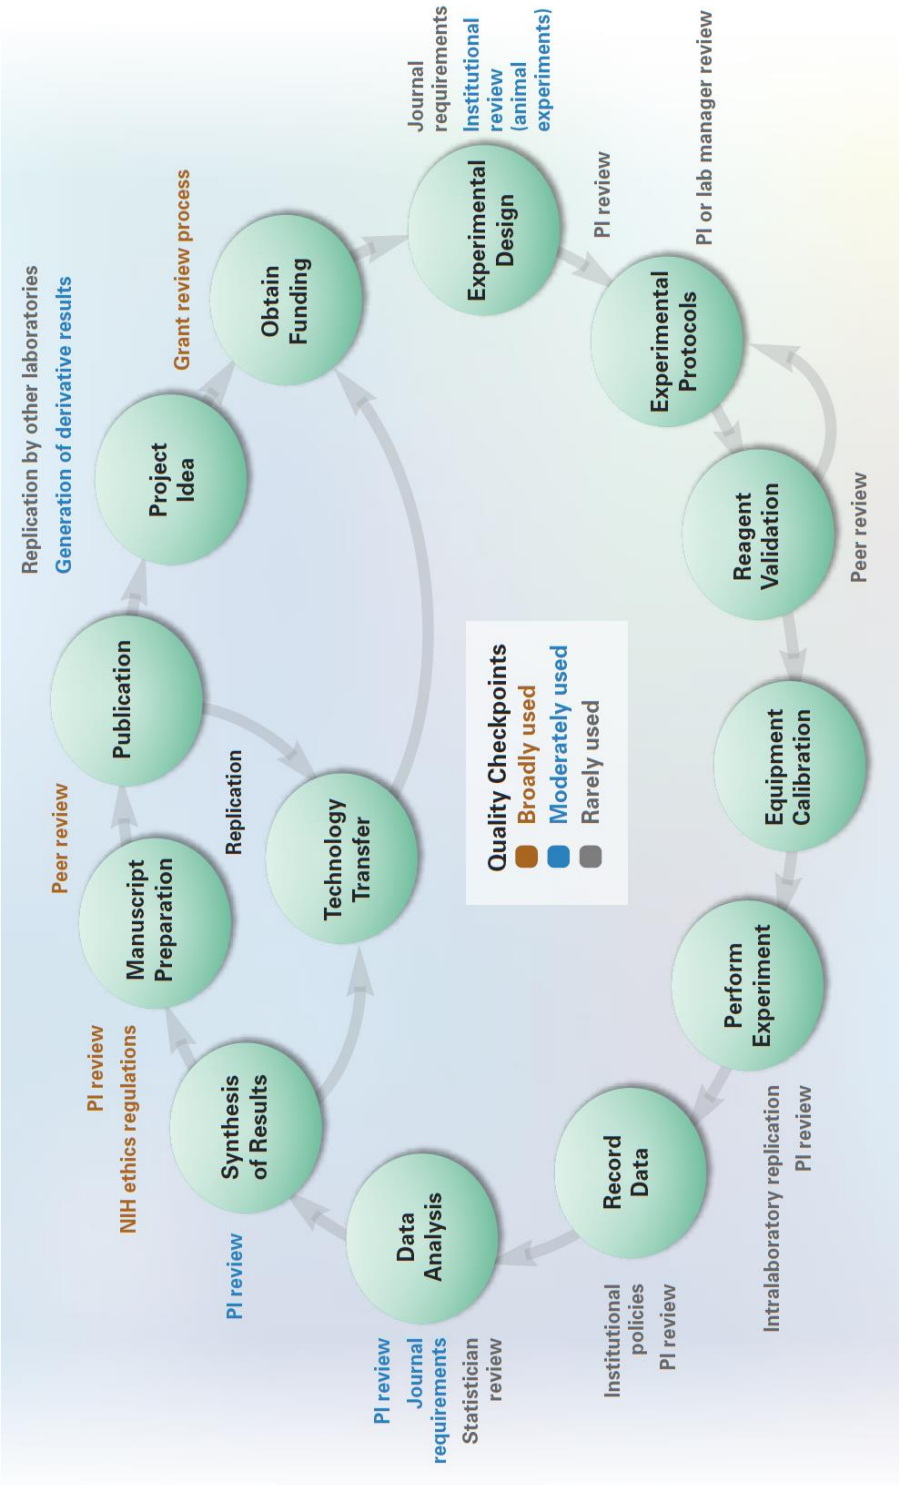 Replication by other laboratories
Generation of derivative results
Peer review
Publication
Project
Idea
Grant review process
Obtain
Funding
Journal
requirements
Institutional
review
(animal
experiments)
Experimental
Design
PI review
Experimental
Protocols
PI or lab manager review
Reagent
Validation
Peer review
Equipment
Calibration
Perform
Experiment
Intralaboratory replication
PI review
Record
Data
Institutional
policies
PI review
Data
Analysis
PI review
Journal
requirements
Statistician
review
Synthesis
of Results
PI review
Manuscript
Preparation
PI review
NIH ethics regulations
Replication
Technology
Transfer
Quality Checkpoints
Broadly used
Moderately used
Rarely used